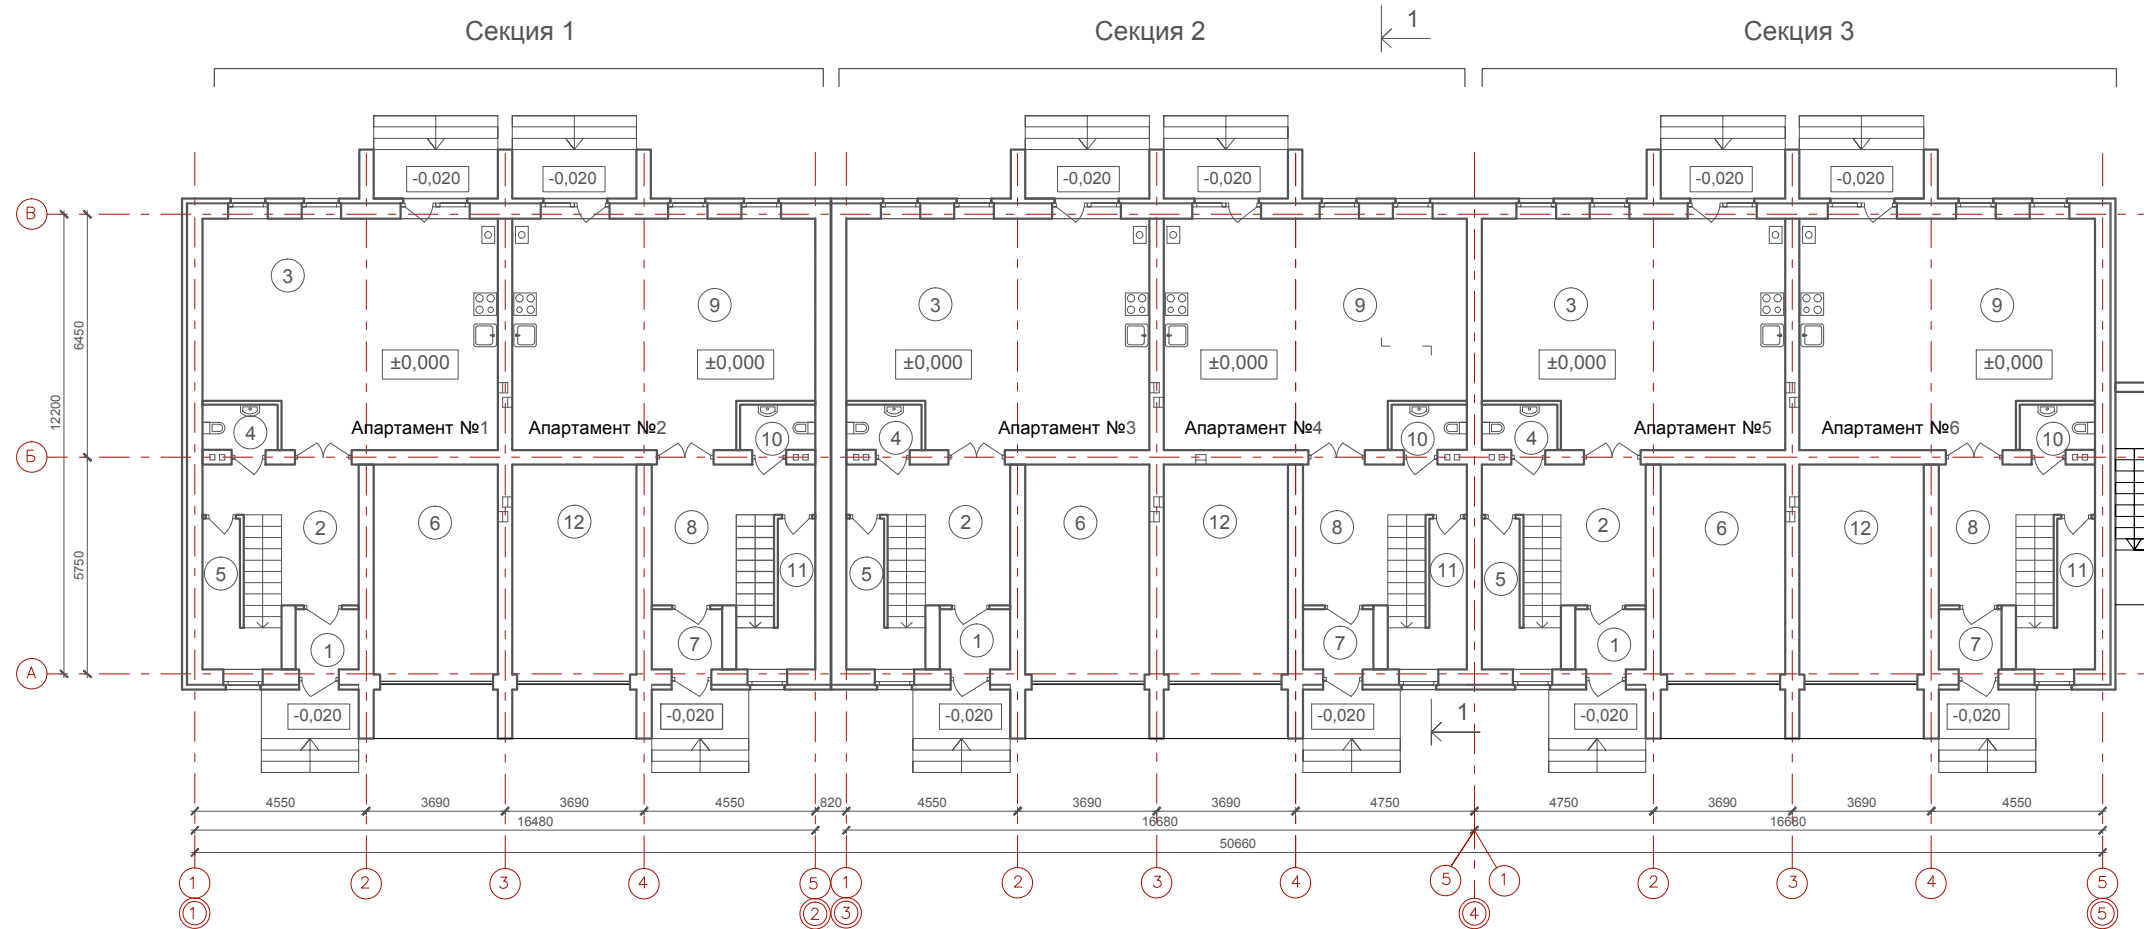 Секция 1 Секция 2 1 Секция 3
-0,020 -0,020 -0,020 -0,020 -0,020 -0,020
В
3 9 3 9 3 9
6450
±0,000 ±0,000 ±0,000 ±0,000 ±0,000 ±0,000
12200
Апартамент №1 Апартамент №2 Апартамент №3 Апартамент №4 Апартамент №5 Апартамент №6
4 10 4 10 4 10
Б
2 6 12 8 2 6 12 8 2 6 12 8
5750
5 11 5 11 5 11
1 7 1 7 1 7
А
-0,020 -0,020 -0,020 -0,020 1 -0,020 -0,020
4550 3690 3690 4550 820 4550 3690 3690 4750 4750 3690 3690 4550
16480 16680 16680
50660
1 2 3 4 5 1 2 3 4 5 1 2 3 4 5
1 2 3 4 5